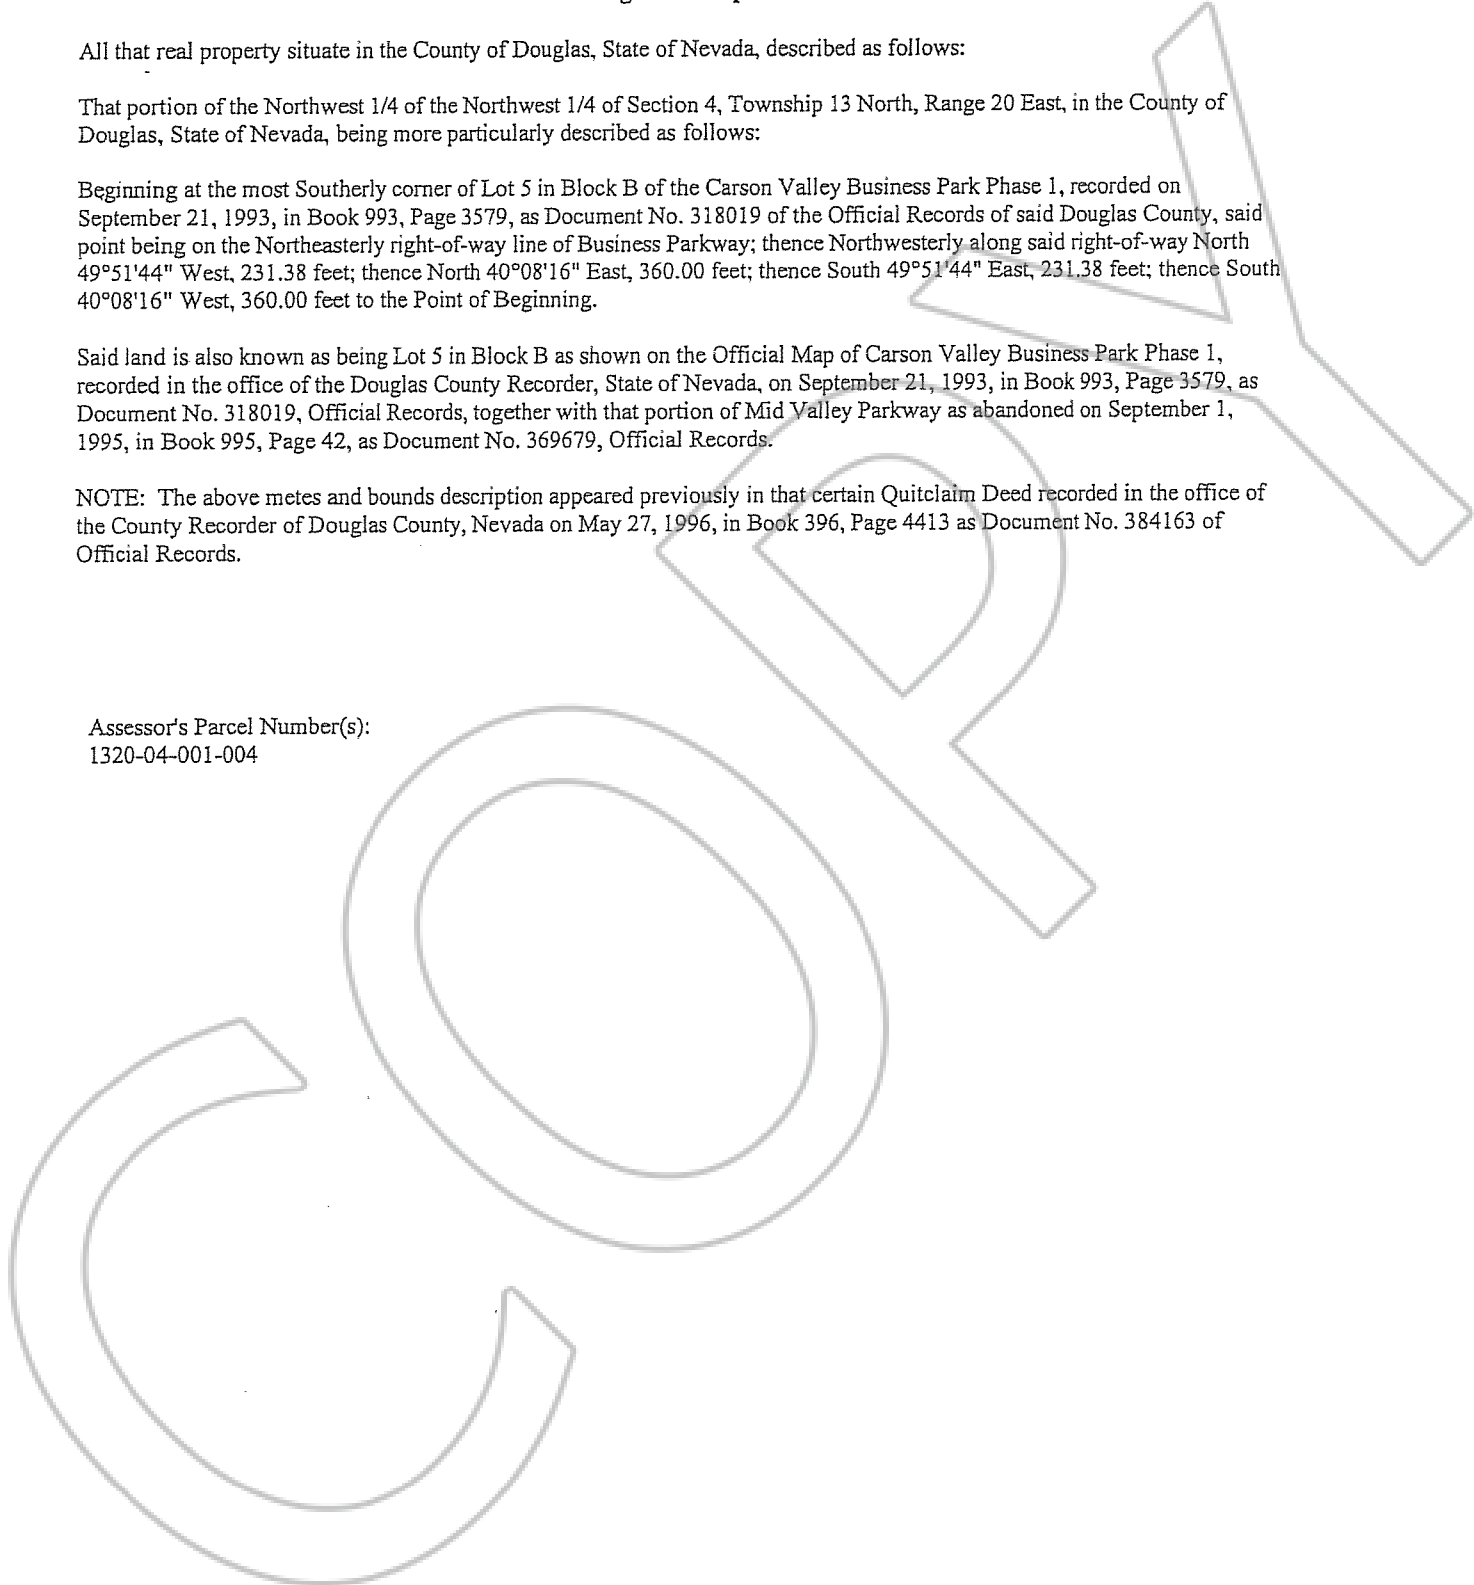 All that real property situate in the County of Douglas, State of Nevada, described as follows:
That portion of the Northwest 1/4 of the Northwest 1/4 of Section 4, Township 13 North, Range 20 East, in the County of
Douglas, State of Nevada, being more particularly described as follows:
Beginning at the most Southerly corner of Lot 5 in Block B of the Carson Valley Business Park Phase 1, recorded on
September 21, 1993, in Book 993, Page 3579, as Document No. 318019 of the Official Records of said Douglas County, said
point being on the Northeasterly right-of-way line of Business Parkway; thence Northwesterly along said right-of-way North
49°51'44" West, 231.38 feet; thence North 40°08'16" East, 360.00 feet; thence South 49°51'44" East, 231.38 feet; thence South
40°08'16" West, 360.00 feet to the Point of Beginning.
Said land is also known as being Lot 5 in Block B as shown on the Official Map of Carson Valley Business Park Phase 1,
recorded in the office of the Douglas County Recorder, State of Nevada, on September 21, 1993, in Book 993, Page 3579, as
Document No. 318019, Official Records, together with that portion of Mid Valley Parkway as abandoned on September 1,
1995, in Book 995, Page 42, as Document No. 369679, Official Records.
NOTE: The above metes and bounds description appeared previously in that certain Quitclaim Deed recorded in the office of
the County Recorder of Douglas County, Nevada on May 27, 1996, in Book 396, Page 4413 as Document No. 384163 of
Official Records.
Assessor's Parcel Number(s):
1320-04-001-004
COPY